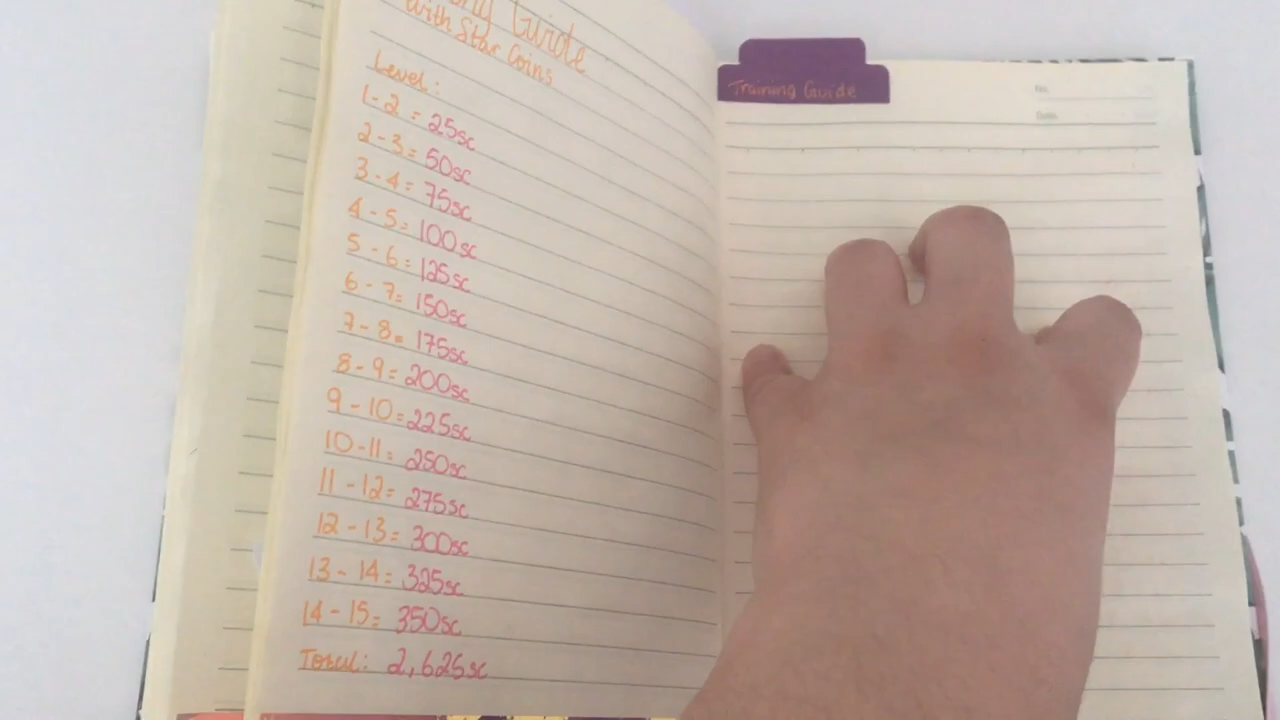 Guide
with Star Coins
Level:
1-2 = 25sc
2-3 = 50sc
3-4 = 75sc
4-5 = 100sc
5-6 = 125sc
6-7 = 150sc
7-8 = 175sc
8-9 = 200sc
9-10 = 225sc
10-11 = 250sc
11-12 = 275sc
12-13 = 300sc
13-14 = 325sc
14-15 = 350sc
Total: 2,625sc
Training Guide
No.
Date